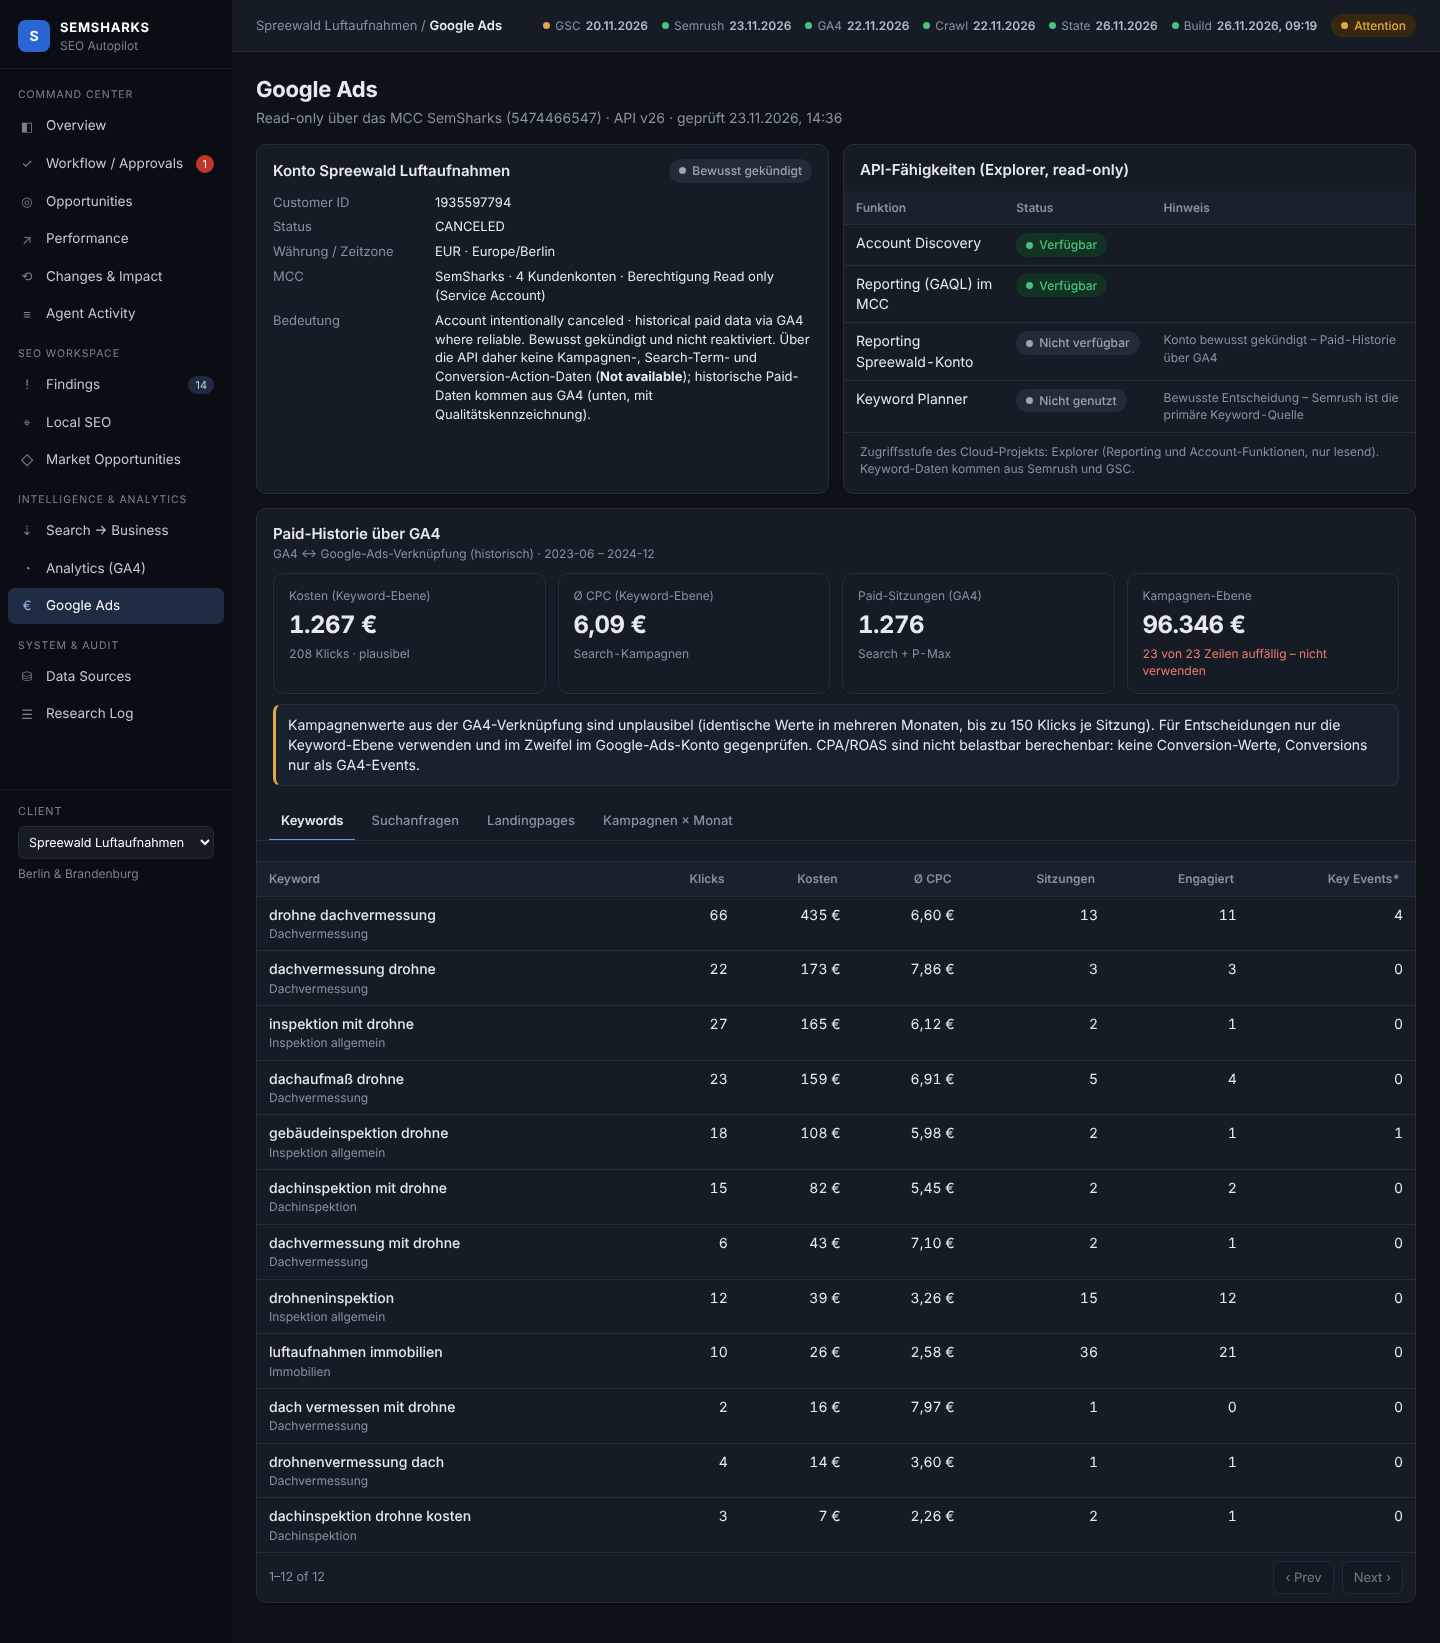 S
SEMSHARKS
SEO Autopilot
COMMAND CENTER
Overview
Workflow / Approvals 1
Opportunities
Performance
Changes & Impact
Agent Activity
SEO WORKSPACE
Findings 14
Local SEO
Market Opportunities
INTELLIGENCE & ANALYTICS
Search → Business
Analytics (GA4)
€ Google Ads
SYSTEM & AUDIT
Data Sources
Research Log
CLIENT
Spreewald Luftaufnahmen
Berlin & Brandenburg
Spreewald Luftaufnahmen / Google Ads
GSC 20.11.2026 Semrush 23.11.2026 GA4 22.11.2026 Crawl 22.11.2026 State 26.11.2026 Build 26.11.2026, 09:19 Attention
Google Ads
Read-only über das MCC SemSharks (5474466547) · API v26 · geprüft 23.11.2026, 14:36
Konto Spreewald Luftaufnahmen Bewusst gekündigt
Customer ID 1935597794
Status CANCELED
Währung / Zeitzone EUR · Europe/Berlin
MCC SemSharks · 4 Kundenkonten · Berechtigung Read only
(Service Account)
Bedeutung Account intentionally canceled · historical paid data via GA4
where reliable. Bewusst gekündigt und nicht reaktiviert. Über
die API daher keine Kampagnen-, Search-Term- und
Conversion-Action-Daten (Not available); historische Paid-
Daten kommen aus GA4 (unten, mit
Qualitätskennzeichnung).
API-Fähigkeiten (Explorer, read-only)
Funktion Status Hinweis
Account Discovery Verfügbar
Reporting (GAQL) im Verfügbar
MCC
Reporting Nicht verfügbar Konto bewusst gekündigt – Paid-Historie
Spreewald-Konto über GA4
Keyword Planner Nicht genutzt Bewusste Entscheidung – Semrush ist die
primäre Keyword-Quelle
Zugriffsstufe des Cloud-Projekts: Explorer (Reporting und Account-Funktionen, nur lesend).
Keyword-Daten kommen aus Semrush und GSC.
Paid-Historie über GA4
GA4 ↔ Google-Ads-Verknüpfung (historisch) · 2023-06 – 2024-12
Kosten (Keyword-Ebene)
1.267 €
208 Klicks · plausibel
Ø CPC (Keyword-Ebene)
6,09 €
Search-Kampagnen
Paid-Sitzungen (GA4)
1.276
Search + P-Max
Kampagnen-Ebene
96.346 €
23 von 23 Zeilen auffällig – nicht
verwenden
Kampagnenwerte aus der GA4-Verknüpfung sind unplausibel (identische Werte in mehreren Monaten, bis zu 150 Klicks je Sitzung). Für Entscheidungen nur die
Keyword-Ebene verwenden und im Zweifel im Google-Ads-Konto gegenprüfen. CPA/ROAS sind nicht belastbar berechenbar: keine Conversion-Werte, Conversions
nur als GA4-Events.
Keywords Suchanfragen Landingpages Kampagnen × Monat
Keyword Klicks Kosten Ø CPC Sitzungen Engagiert Key Events*
drohne dachvermessung 66 435 € 6,60 € 13 11 4
Dachvermessung
dachvermessung drohne 22 173 € 7,86 € 3 3 0
Dachvermessung
inspektion mit drohne 27 165 € 6,12 € 2 1 0
Inspektion allgemein
dachaufmaß drohne 23 159 € 6,91 € 5 4 0
Dachvermessung
gebäudeinspektion drohne 18 108 € 5,98 € 2 1 1
Inspektion allgemein
dachinspektion mit drohne 15 82 € 5,45 € 2 2 0
Dachinspektion
dachvermessung mit drohne 6 43 € 7,10 € 2 1 0
Dachvermessung
drohneninspektion 12 39 € 3,26 € 15 12 0
Inspektion allgemein
luftaufnahmen immobilien 10 26 € 2,58 € 36 21 0
Immobilien
dach vermessen mit drohne 2 16 € 7,97 € 1 0 0
Dachvermessung
drohnenvermessung dach 4 14 € 3,60 € 1 1 0
Dachvermessung
dachinspektion drohne kosten 3 7 € 2,26 € 2 1 0
Dachinspektion
1–12 of 12 ‹ Prev Next ›